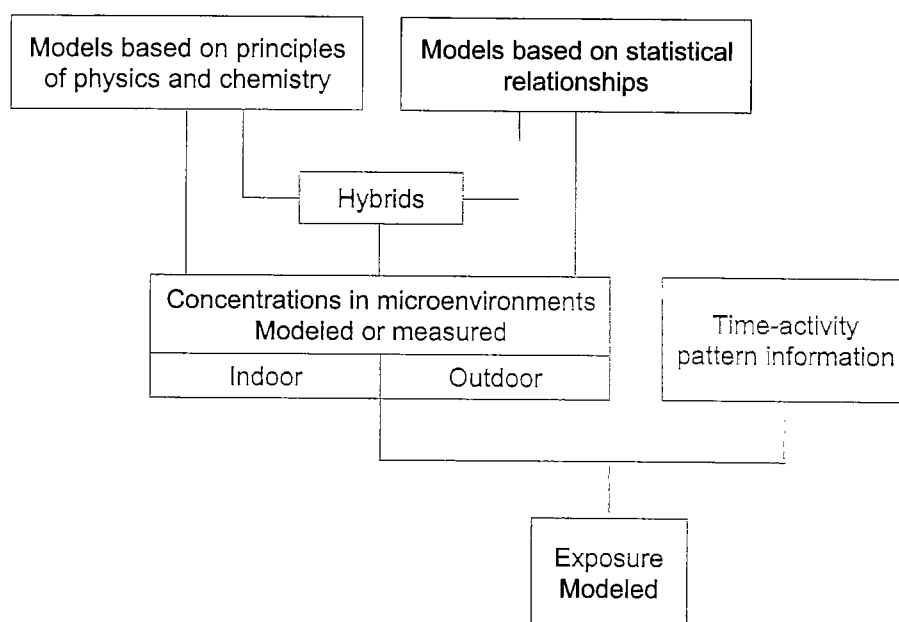 Models based on principles
of physics and chemistry
Models based on statistical
relationships
Hybrids
Concentrations in microenvironments
Modeled or measured
Indoor
Outdoor
Time-activity
pattern information
Exposure
Modeled